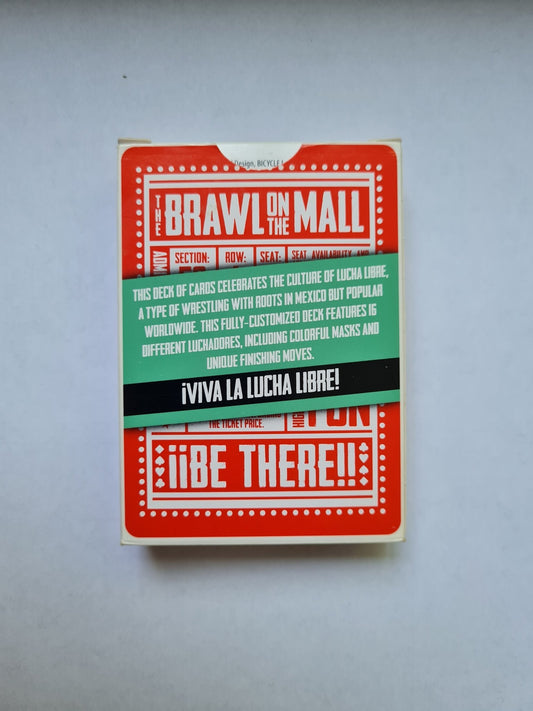 Design, BICYCLE
THE BRAWL ON THE MALL
SECTION: ROW: SEAT: SEAT AVAILABILITY AND
THIS DECK OF CARDS CELEBRATES THE CULTURE OF LUCHA LIBRE,
A TYPE OF WRESTLING WITH ROOTS IN MEXICO BUT POPULAR
WORLDWIDE. THIS FULLY-CUSTOMIZED DECK FEATURES 16
DIFFERENT LUCHADORES, INCLUDING COLORFUL MASKS AND
UNIQUE FINISHING MOVES.
¡VIVA LA LUCHA LIBRE!
THE TICKET PRICE.
¡¡BE THERE!!